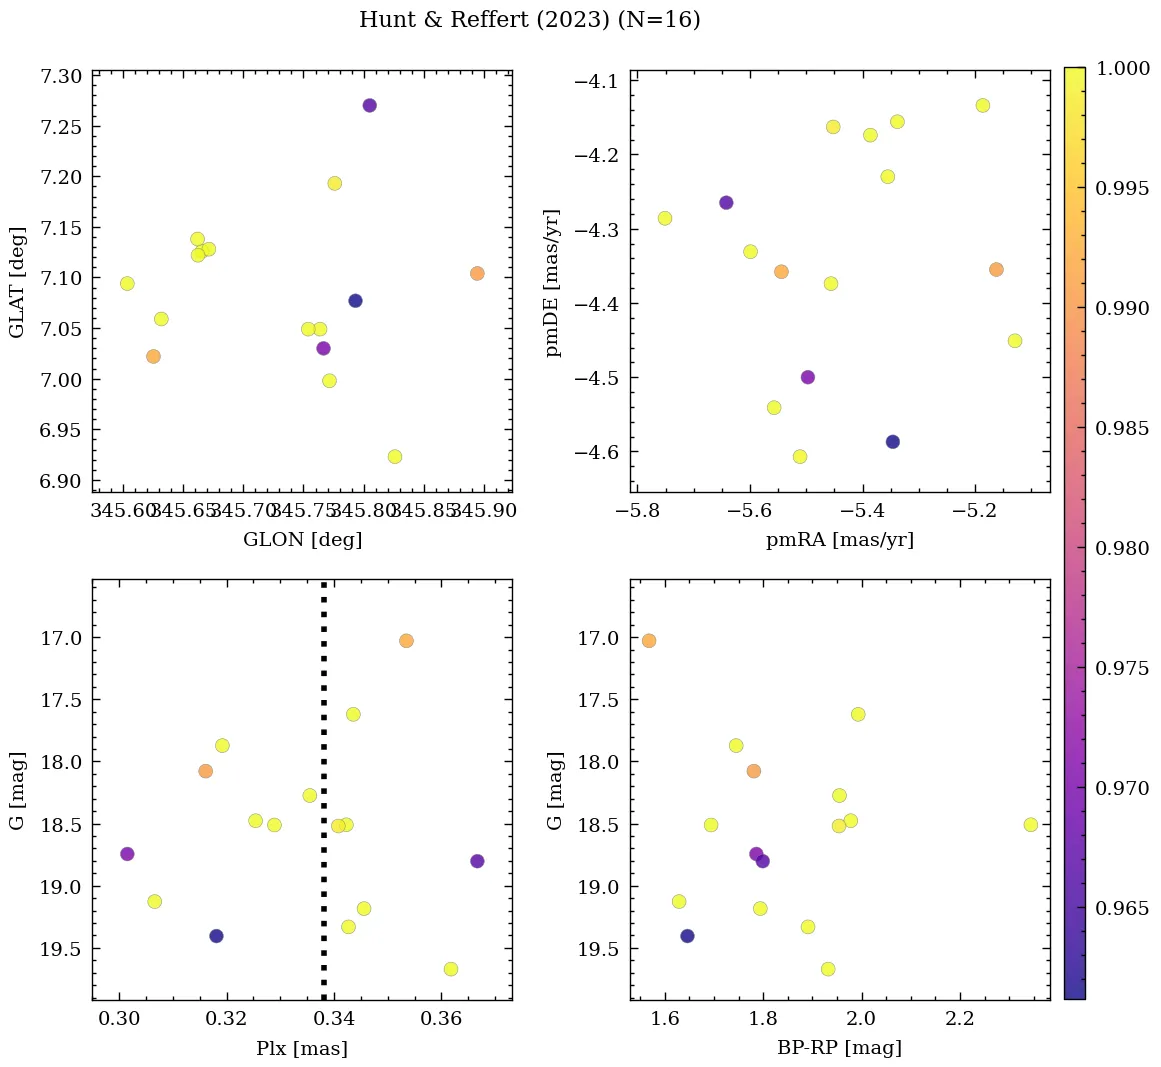 Hunt & Reffert (2023) (N=16)
7.30
7.25
7.20
7.15
7.10
7.05
7.00
6.95
6.90
GLAT [deg]
345.60 345.65 345.70 345.75 345.80 345.85 345.90
GLON [deg]
−4.1
−4.2
−4.3
−4.4
−4.5
−4.6
pmDE [mas/yr]
−5.8 −5.6 −5.4 −5.2
pmRA [mas/yr]
17.0
17.5
18.0
18.5
19.0
19.5
G [mag]
0.30 0.32 0.34 0.36
Plx [mas]
17.0
17.5
18.0
18.5
19.0
19.5
G [mag]
1.6 1.8 2.0 2.2
BP-RP [mag]
1.000
0.995
0.990
0.985
0.980
0.975
0.970
0.965